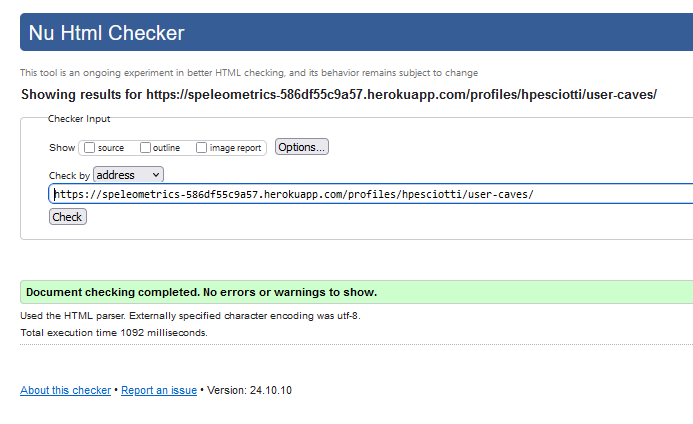 Nu Html Checker
This tool is an ongoing experiment in better HTML checking, and its behavior remains subject to change
Showing results for https://speleometrics-586df55c9a57.herokuapp.com/profiles/hpesciotti/user-caves/
Checker Input
Show source outline image report Options...
Check by address
https://speleometrics-586df55c9a57.herokuapp.com/profiles/hpesciotti/user-caves/
Check
Document checking completed. No errors or warnings to show.
Used the HTML parser. Externally specified character encoding was utf-8.
Total execution time 1092 milliseconds.
About this checker • Report an issue • Version: 24.10.10